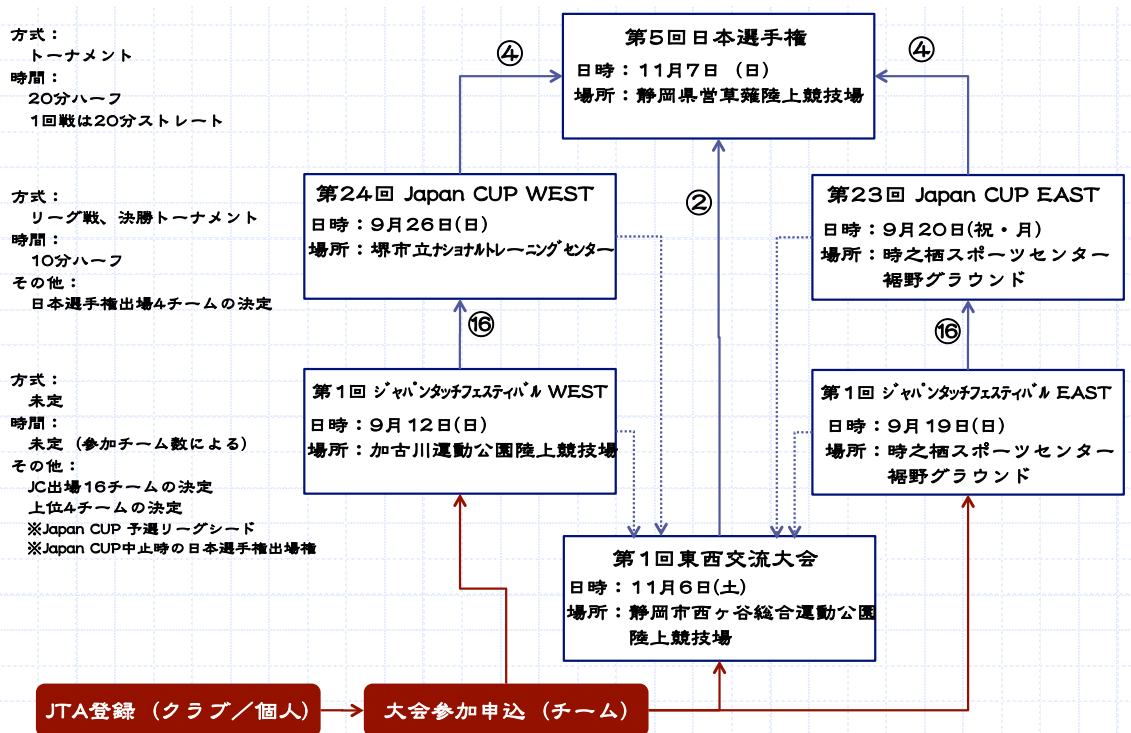 方式：
トーナメント
時間：
20分ハーフ
1回戦は20分ストレート
④
第5回日本選手権
日時：11月7日 （日）
場所：静岡県営草薙陸上競技場
④
方式：
リーグ戦、決勝トーナメント
時間：
10分ハーフ
その他：
日本選手権出場4チームの決定
第24回 Japan CUP WEST
日時：9月26日(日)
場所：堺市立ナショナルトレーニングセンター
②
第23回 Japan CUP EAST
日時：9月20日(祝・月)
場所：時之栖スポーツセンター
裾野グラウンド
⑯
⑯
方式：
未定
時間：
未定（参加チーム数による）
その他：
JC出場16チームの決定
上位4チームの決定
※Japan CUP 予選リーグシード
※Japan CUP中止時の日本選手権出場権
第1回 ジャパンタッチフェスティバル WEST
日時：9月12日(日)
場所：加古川運動公園陸上競技場
第1回 ジャパンタッチフェスティバル EAST
日時：9月19日(日)
場所：時之栖スポーツセンター
裾野グラウンド
第1回東西交流大会
日時：11月6日(土)
場所：静岡市西ヶ谷総合運動公園
陸上競技場
JTA登録（クラブ／個人）
大会参加申込（チーム）